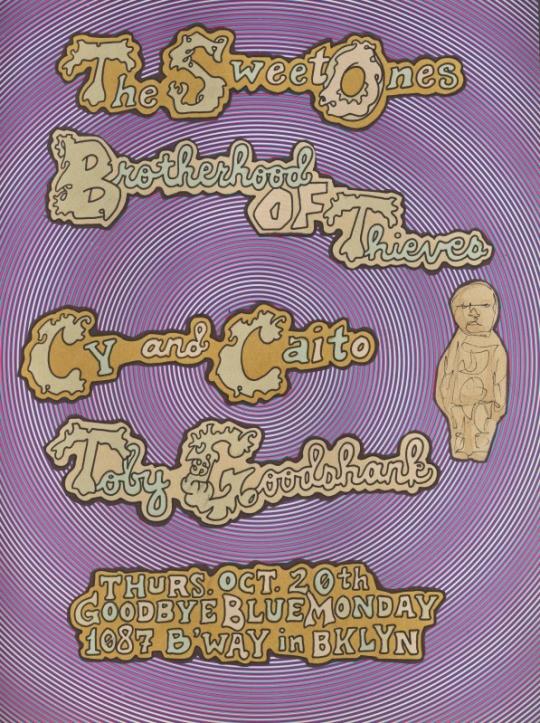 The Sweet Ones
Brotherhood
OF Thieves
Cy and Caito
Toby Goodshank
THURS. OCT. 20th
GOODBYE BLUE MONDAY
1087 B'WAY in BKLYN